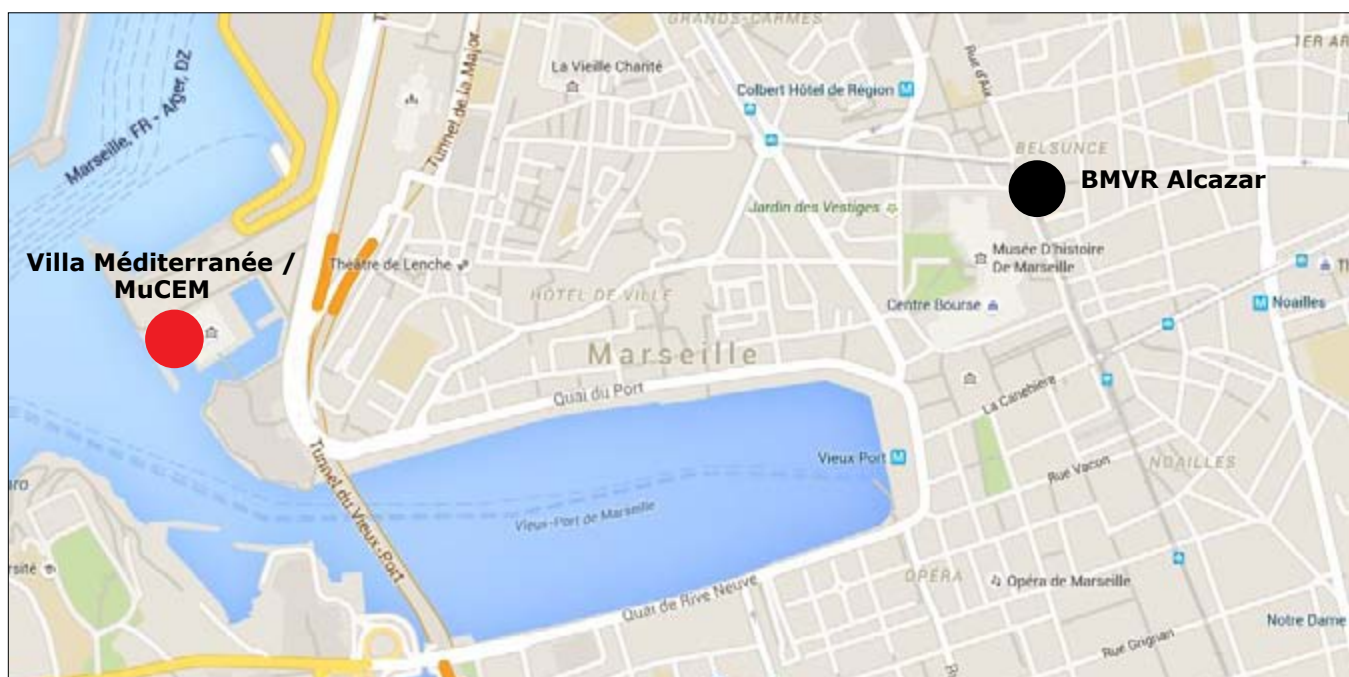 GRANDS-CARMES
1ER AR
Rue d'Aix
La Vieille Charité
Tunnel de la Major
Colbert Hôtel de Région M
Marseille, FR - Alger, DZ
BELSUNCE
BMVR Alcazar
Jardin des Vestiges
Villa Méditerranée /
MuCEM
Théâtre de Lenche
Musée D'histoire
De Marseille
HÔTEL DE VILLE
Centre Bourse
M Noailles
Marseille
Quai du Port
La Canebière
Vieux Port M
Rue Vacon
NOAILLES
Tunnel du Vieux-Port
Vieux-Port de Marseille
aro
rsité
OPÉRA
Opéra de Marseille
Quai de Rive Neuve
Notre Dame
Rue Grignan